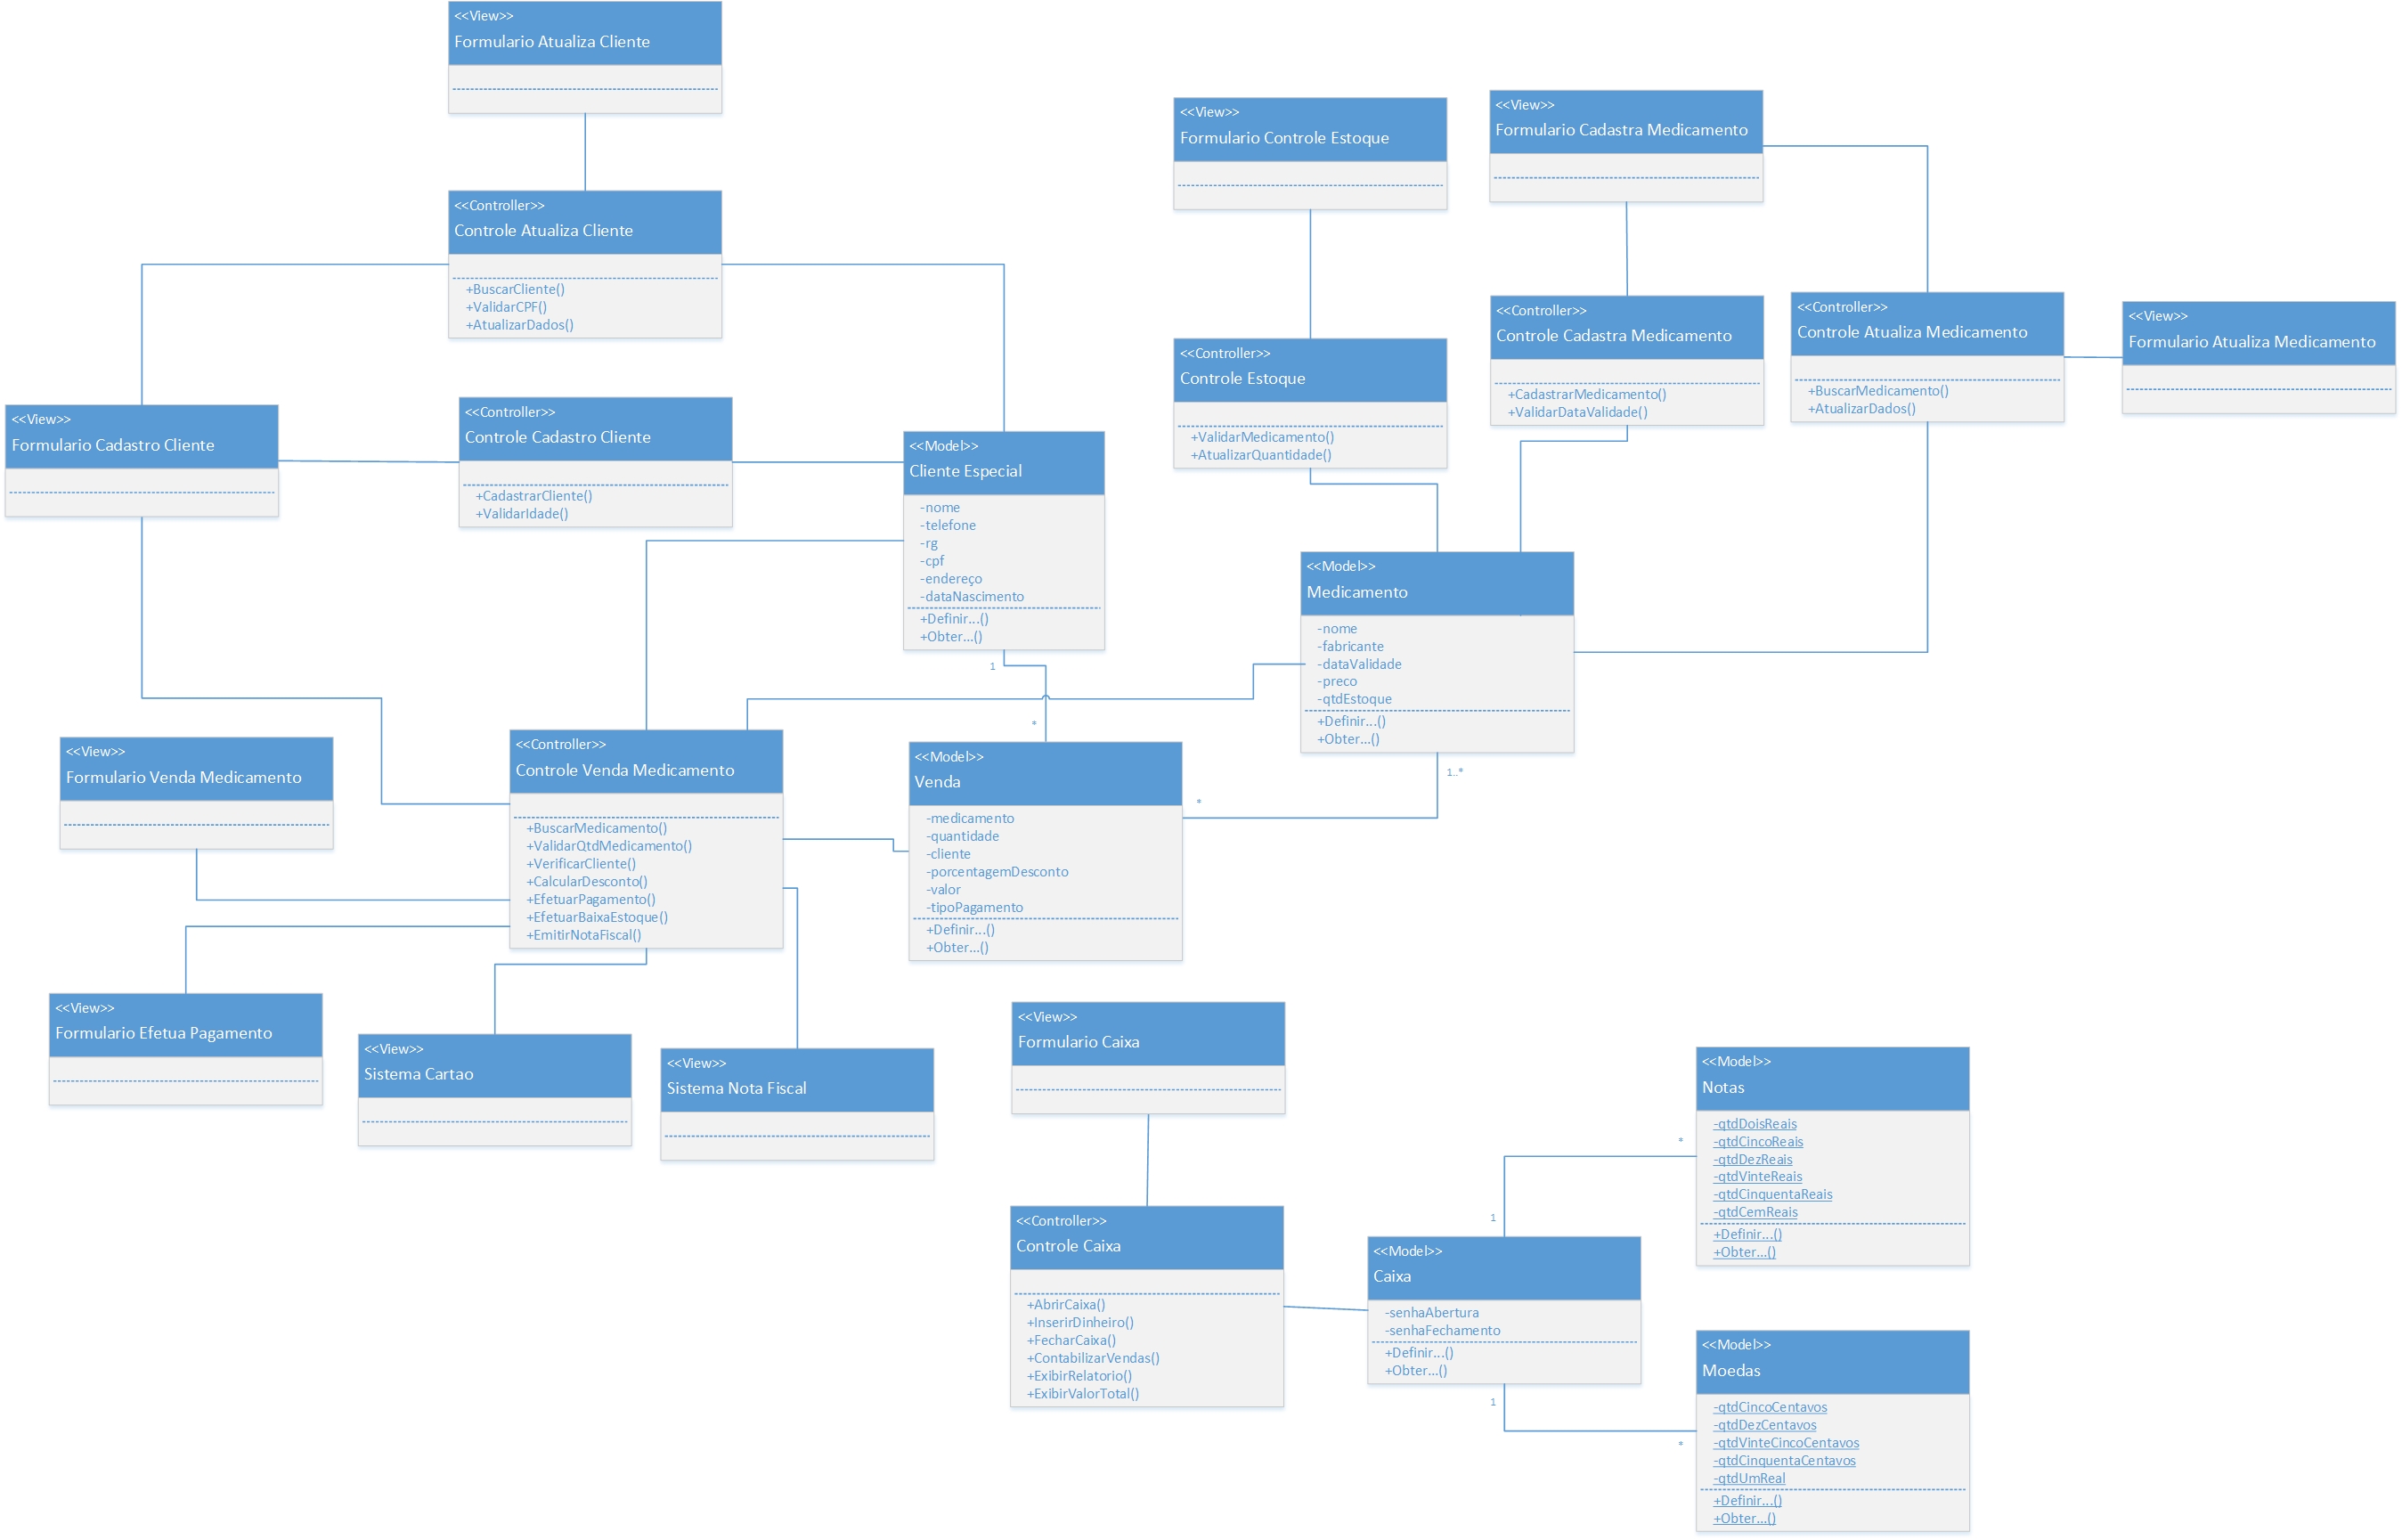 <<View>>
Formulario Atualiza Cliente
<<Controller>>
Controle Atualiza Cliente
+BuscarCliente()
+ValidarCPF()
+AtualizarDados()
<<View>>
Formulario Cadastro Cliente
<<Controller>>
Controle Cadastro Cliente
+CadastrarCliente()
+ValidarIdade()
<<Model>>
Cliente Especial
-nome
-telefone
-rg
-cpf
-endereço
-dataNascimento
+Definir...()
+Obter...()
1
*
<<View>>
Formulario Controle Estoque
<<Controller>>
Controle Estoque
+ValidarMedicamento()
+AtualizarQuantidade()
<<View>>
Formulario Cadastra Medicamento
<<Controller>>
Controle Cadastra Medicamento
+CadastrarMedicamento()
+ValidarDataValidade()
<<Controller>>
Controle Atualiza Medicamento
+BuscarMedicamento()
+AtualizarDados()
<<View>>
Formulario Atualiza Medicamento
<<Model>>
Medicamento
-nome
-fabricante
-dataValidade
-preco
-qtdEstoque
+Definir...()
+Obter...()
1..*
*
<<View>>
Formulario Venda Medicamento
<<Controller>>
Controle Venda Medicamento
+BuscarMedicamento()
+ValidarQtdMedicamento()
+VerificarCliente()
+CalcularDesconto()
+EfetuarPagamento()
+EfetuarBaixaEstoque()
+EmitirNotaFiscal()
<<Model>>
Venda
-medicamento
-quantidade
-cliente
-porcentagemDesconto
-valor
-tipoPagamento
+Definir...()
+Obter...()
<<View>>
Formulario Efetua Pagamento
<<View>>
Sistema Cartao
<<View>>
Sistema Nota Fiscal
<<View>>
Formulario Caixa
<<Controller>>
Controle Caixa
+AbrirCaixa()
+InserirDinheiro()
+FecharCaixa()
+ContabilizarVendas()
+ExibirRelatorio()
+ExibirValorTotal()
<<Model>>
Caixa
-senhaAbertura
-senhaFechamento
+Definir...()
+Obter...()
1
*
1
*
<<Model>>
Notas
-qtdDoisReais
-qtdCincoReais
-qtdDezReais
-qtdVinteReais
-qtdCinquentaReais
-qtdCemReais
+Definir...()
+Obter...()
<<Model>>
Moedas
-qtdCincoCentavos
-qtdDezCentavos
-qtdVinteCincoCentavos
-qtdCinquentaCentavos
-qtdUmReal
+Definir...()
+Obter...()